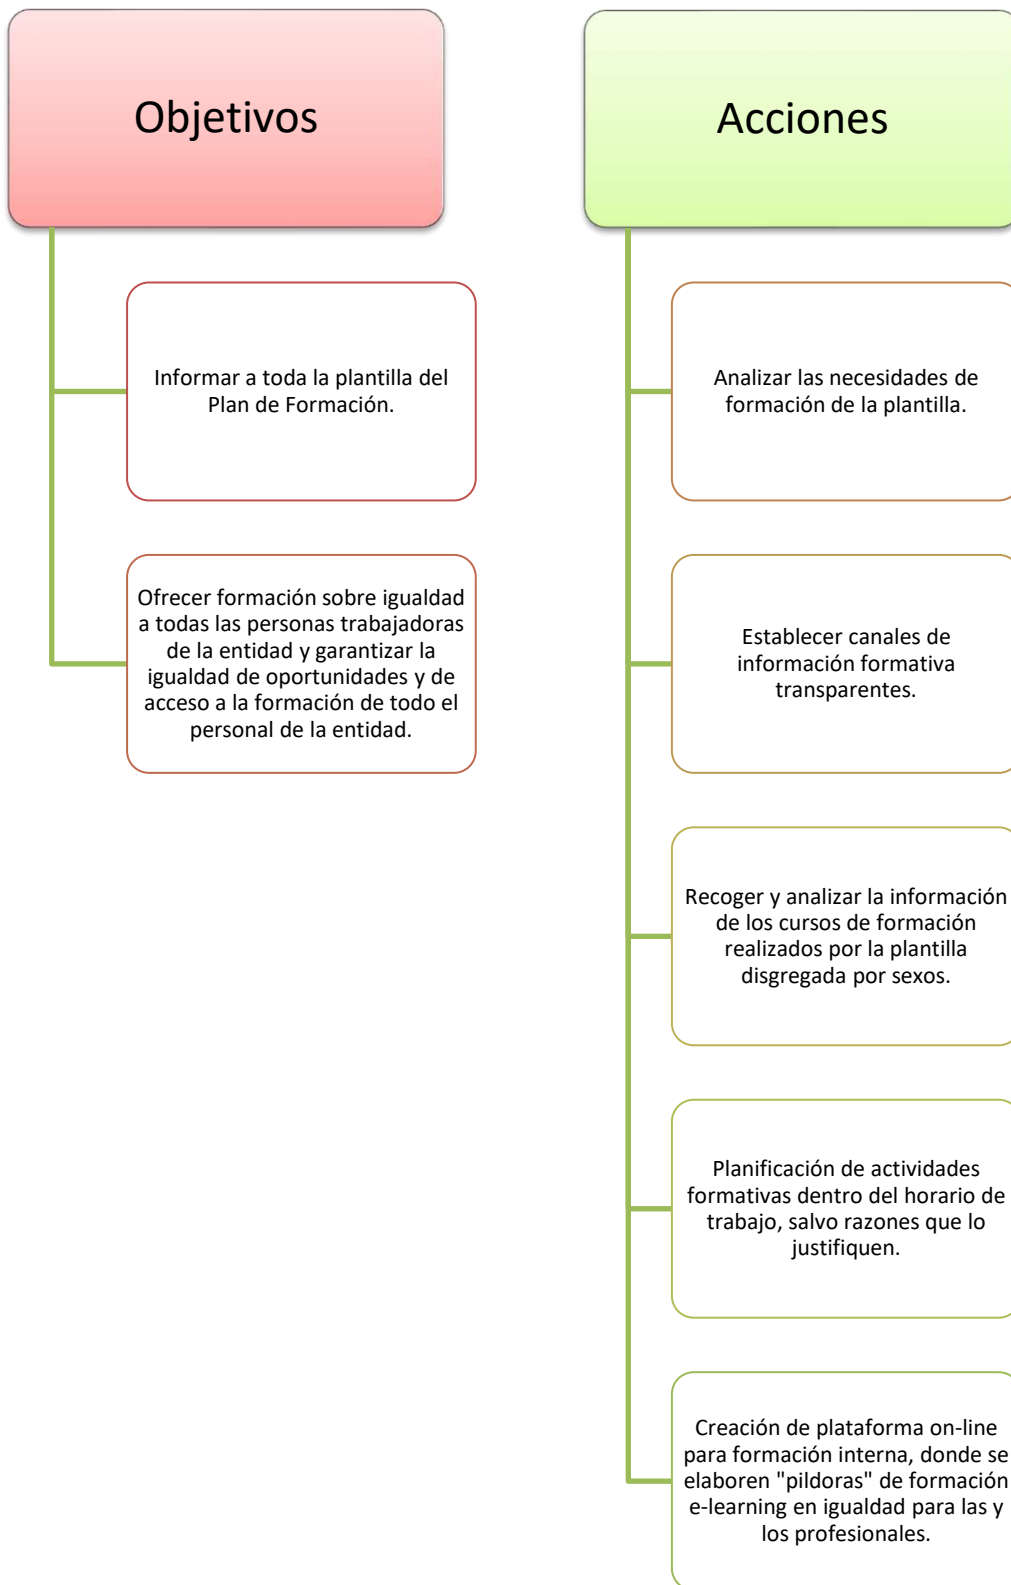 Objetivos
Informar a toda la plantilla del
Plan de Formación.
Ofrecer formación sobre igualdad
a todas las personas trabajadoras
de la entidad y garantizar la
igualdad de oportunidades y de
acceso a la formación de todo el
personal de la entidad.
Acciones
Analizar las necesidades de
formación de la plantilla.
Establecer canales de
información formativa
transparentes.
Recoger y analizar la información
de los cursos de formación
realizados por la plantilla
disgregada por sexos.
Planificación de actividades
formativas dentro del horario de
trabajo, salvo razones que lo
justifiquen.
Creación de plataforma on-line
para formación interna, donde se
elaboren "pildoras" de formación
e-learning en igualdad para las y
los profesionales.